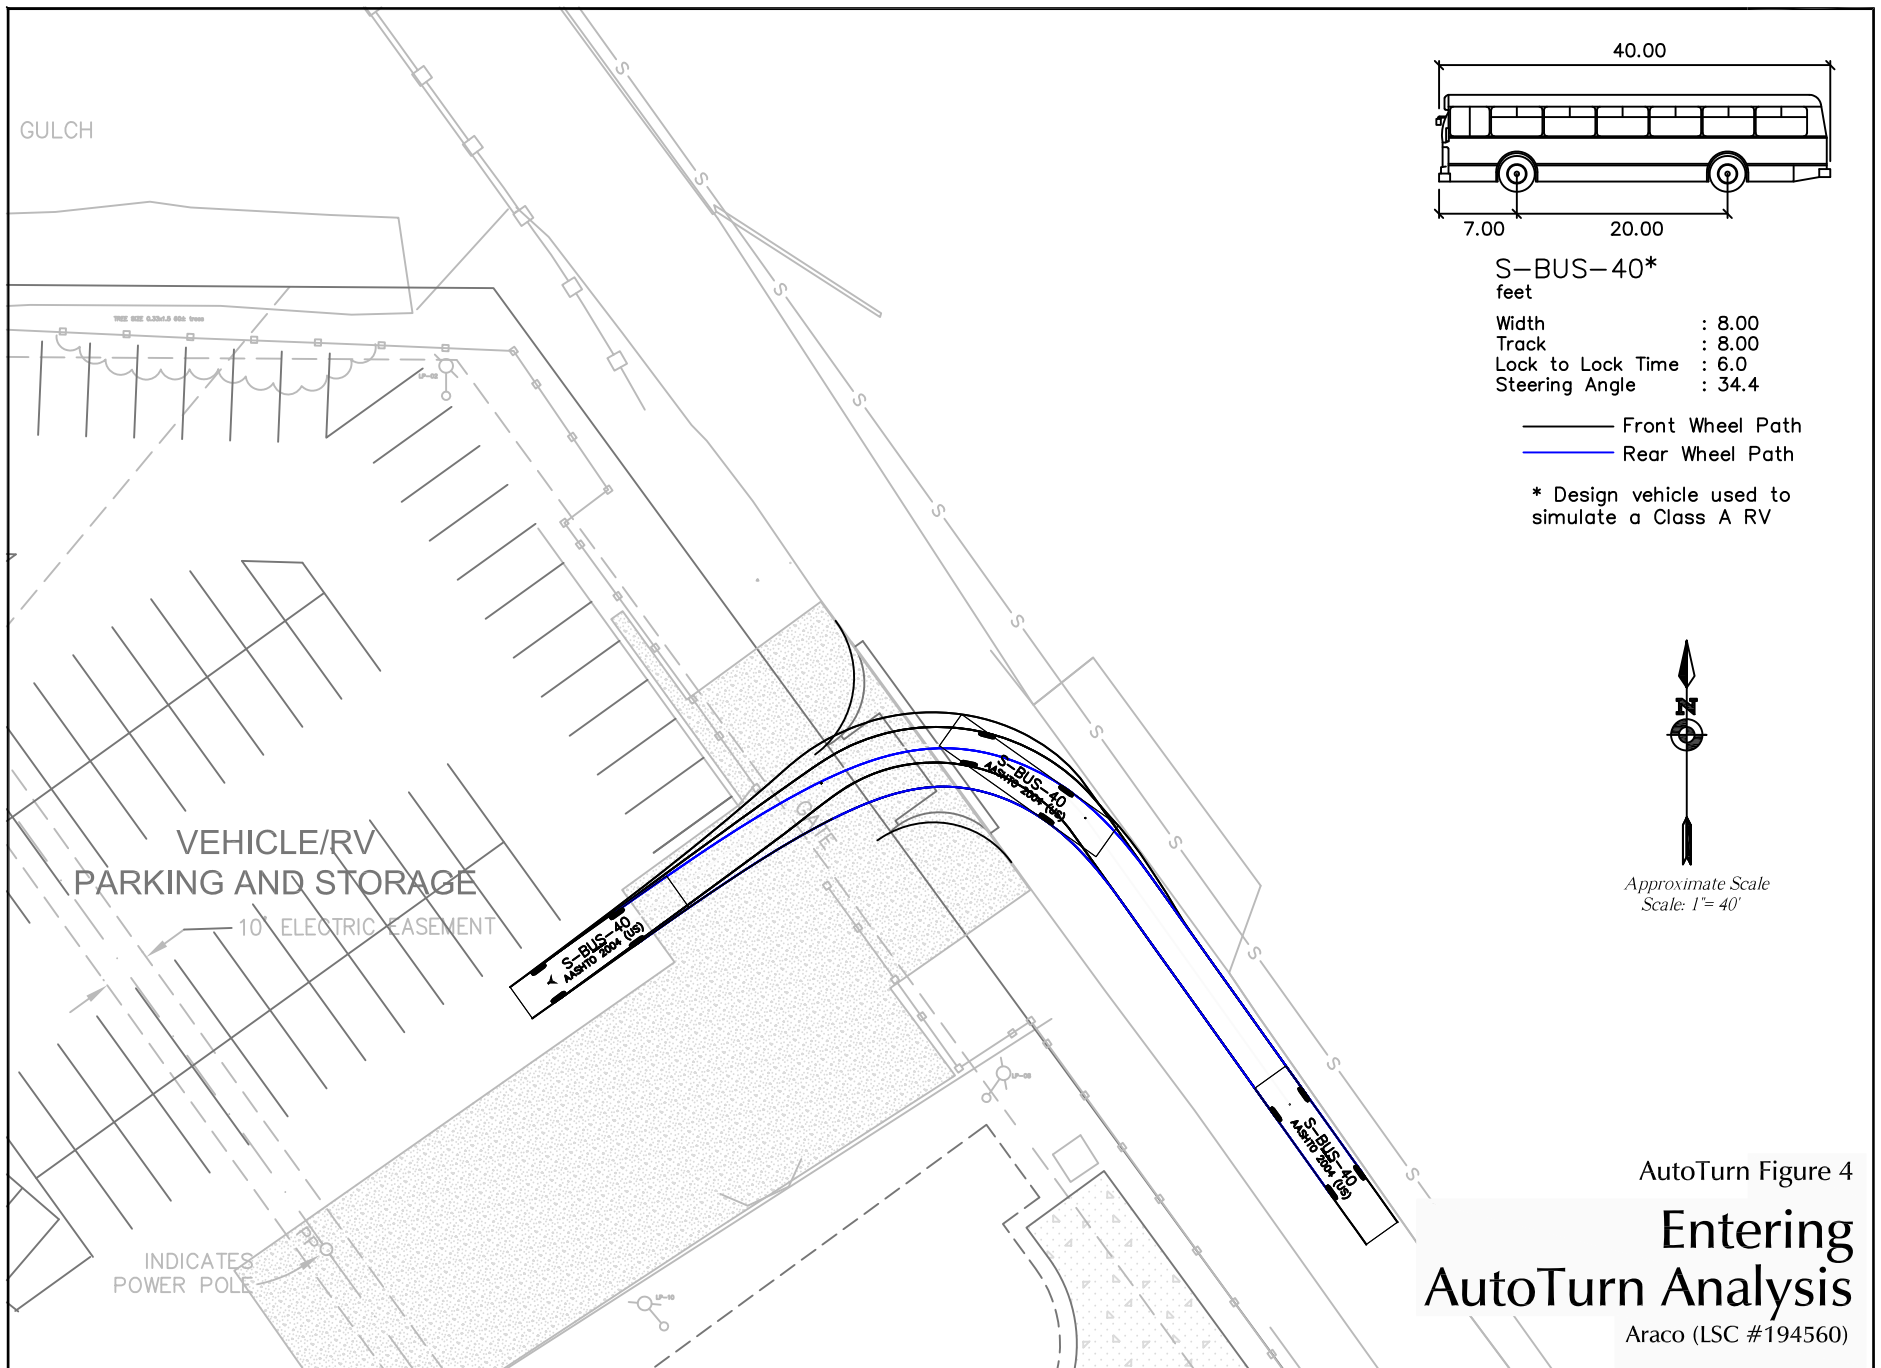 40.00
GULCH
7.00
20.00
S-BUS-40*
feet
Width : 8.00
Track : 8.00
Lock to Lock Time : 6.0
Steering Angle : 34.4
Front Wheel Path
Rear Wheel Path
* Design vehicle used to
simulate a Class A RV
S
S
S
S
S
S
S
S
S
S
S
LP-02
N
Approximate Scale
Scale: 1"= 40'
S-BUS-40
AASHTO 2004 (US)
GATE
VEHICLE/RV
PARKING AND STORAGE
10' ELECTRIC EASEMENT
S-BUS-40
AASHTO 2004 (US)
S-BUS-40
AASHTO 2004 (US)
PP
INDICATES
POWER POLE
AutoTurn Figure 4
Entering
AutoTurn Analysis
Araco (LSC #194560)